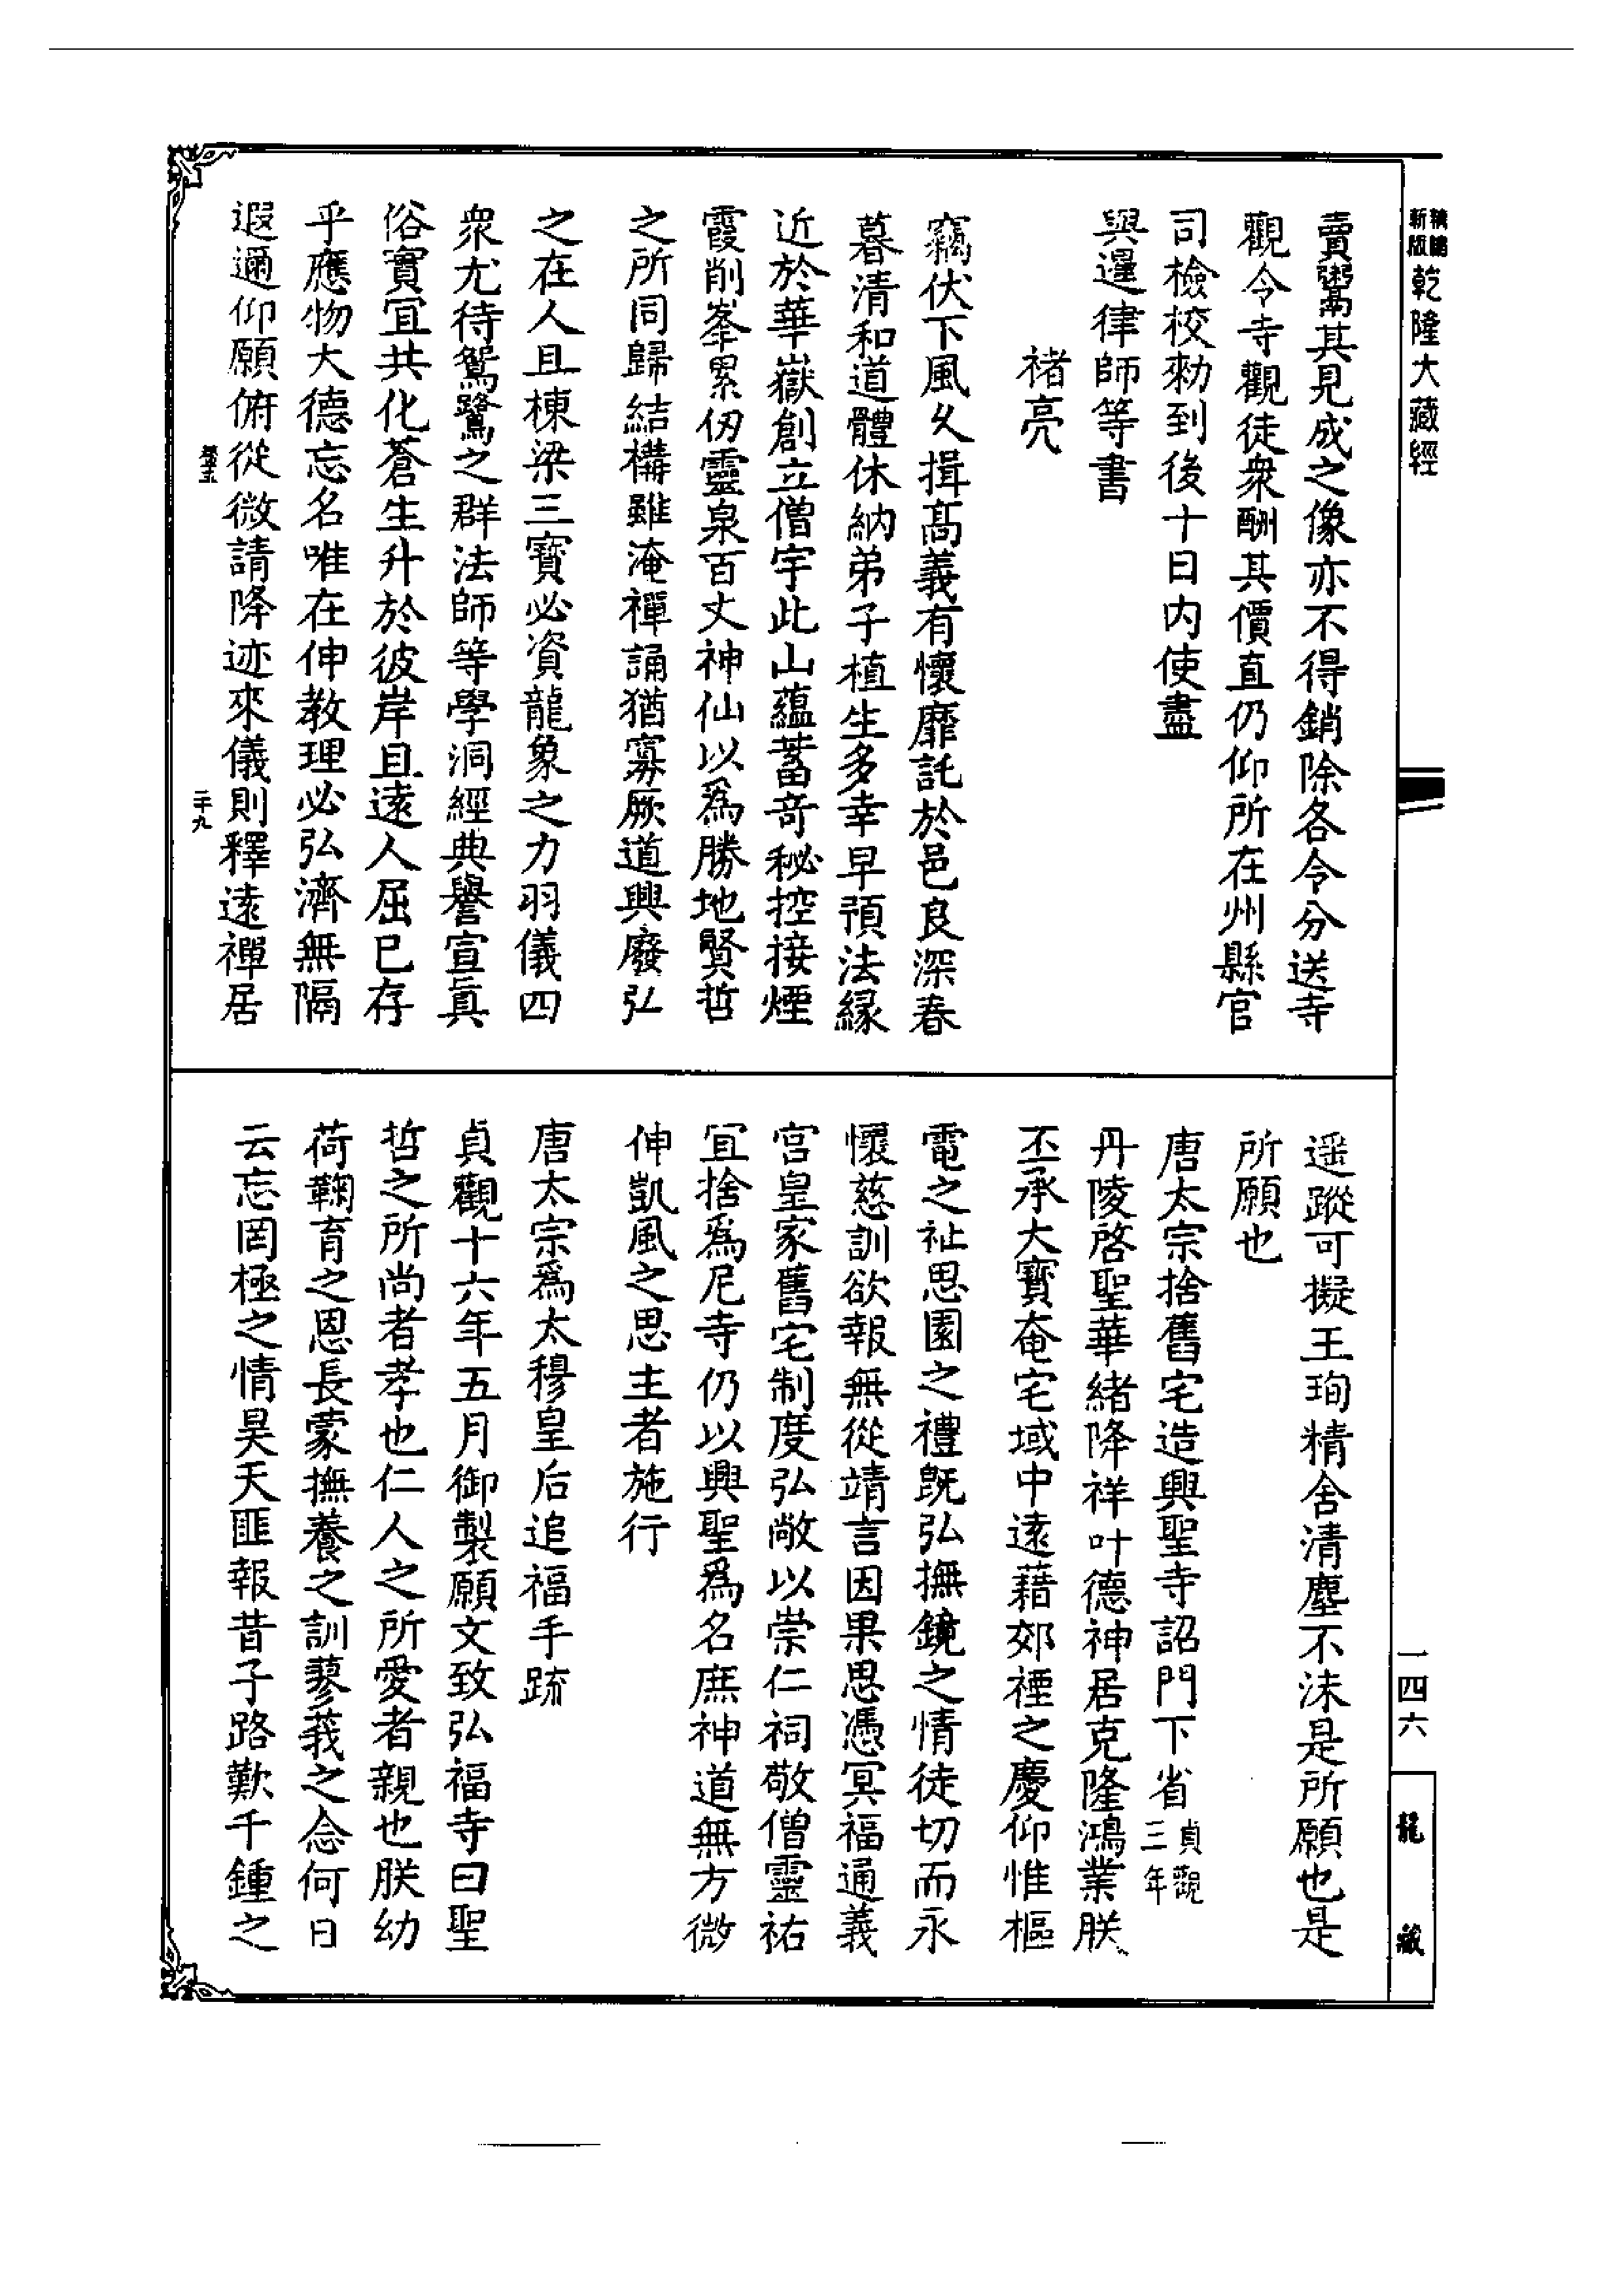 乾隆大藏經
賣鬻其見成之像亦不得銷除各令分送寺
觀令寺觀徒衆酬其價直仍仰所在州縣官
司檢校勑到後十日内使盡
與暹律師等書
褚亮
竊伏下風久揖高義有懷靡託於邑良深春
暮清和道體休納弟子植生多幸早預法緣
近於華嶽創立僧宇此山蘊蓄竒秘控接煙
霞削峯累仞靈泉百丈神仙以爲勝地賢哲
之所同歸結構雖淹禪誦猶寡厥道興廢弘
之在人且棟梁三寶必資龍象之力羽儀四
衆尤待鴛鷺之群法師等學洞經典譽宣眞
俗實宜共化蒼生升於彼岸且逺人屈已存
乎應物大德忘名唯在伸教理必弘濟無隔
遐邇仰願俯從微請降迹來儀則釋逺禪居
二十九
遥蹤可擬王珣精舍清塵不沬是所願也是
所願也
唐太宗捨舊宅造興聖寺詔門下省貞觀三年
丹陵啓聖華緒降祥叶德神居克隆鴻業朕
丕承大寶奄宅域中逺藉郊禋之慶仰惟樞
電之祉思園之禮旣弘撫鏡之情徒切而永
懷慈訓欲報無從靖言因果思憑冥福通義
宫皇家舊宅制度弘敞以崇仁祠敬僧靈祐
宜捨爲尼寺仍以興聖爲名庶神道無方微
伸凱風之思主者施行
唐太宗爲太穆皇后追福手疏
貞觀十六年五月御製願文致弘福寺曰聖
哲之所尚者孝也仁人之所愛者親也朕幼
荷鞠育之恩長蒙撫養之訓蓼莪之念何日
云忘罔極之情昊天匪報昔子路歎千鍾之
一四六
龍藏